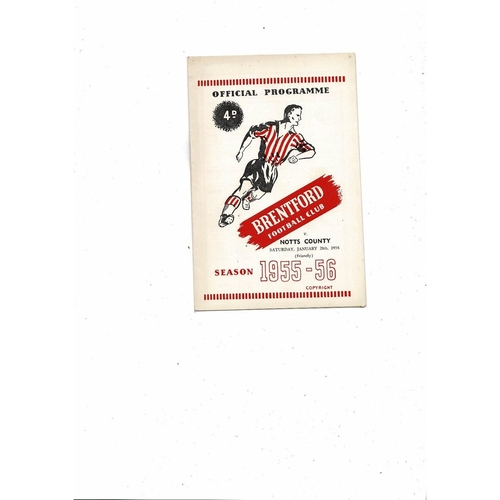 OFFICIAL PROGRAMME
4D
BRENTFORD
FOOTBALL CLUB
v.
NOTTS COUNTY
SATURDAY, JANUARY 28th, 1956
(Friendly)
SEASON 1955-56
COPYRIGHT